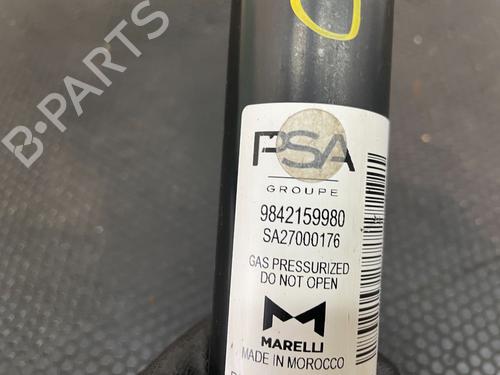 B-PARTS
PSA
GROUPE
9842159980
SA27000176
GAS PRESSURIZED
DO NOT OPEN
MARELLI
MADE IN MOROCCO